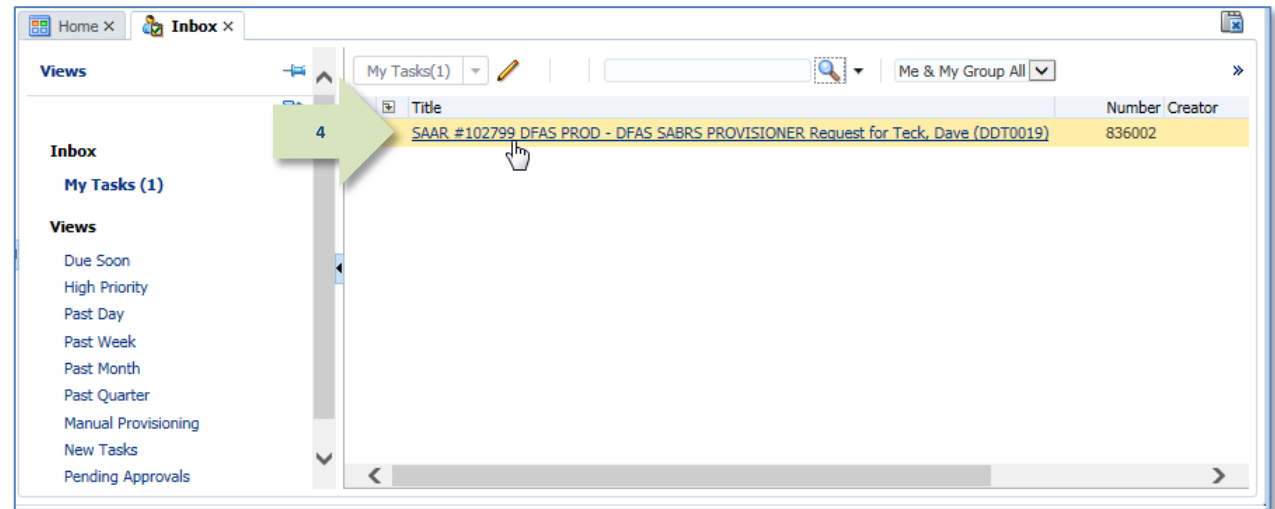 Home × Inbox ×
Views
My Tasks(1) Me & My Group All »
Title Number Creator
4 SAAR #102799 DFAS PROD - DFAS SABRS PROVISIONER Request for Teck, Dave (DDT0019) 836002
Inbox
My Tasks (1)
Views
Due Soon
High Priority
Past Day
Past Week
Past Month
Past Quarter
Manual Provisioning
New Tasks
Pending Approvals